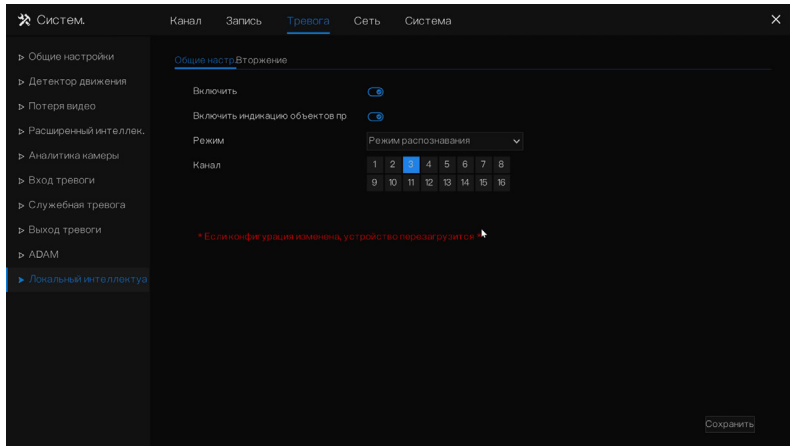 Систем.
Канал Запись Тревога Сеть Система
Общие настройки
Детектор движения
Потеря видео
Расширенный интеллек.
Аналитика камеры
Вход тревоги
Служебная тревога
Выход тревоги
ADAM
Локальный интеллектуа
Общие настр. Вторжение
Включить
Включить индикацию объектов пр
Режим Режим распознавания
Канал 1 2 3 4 5 6 7 8
9 10 11 12 13 14 15 16
* Если конфигурация изменена, устройство перезагрузится *
Сохранить